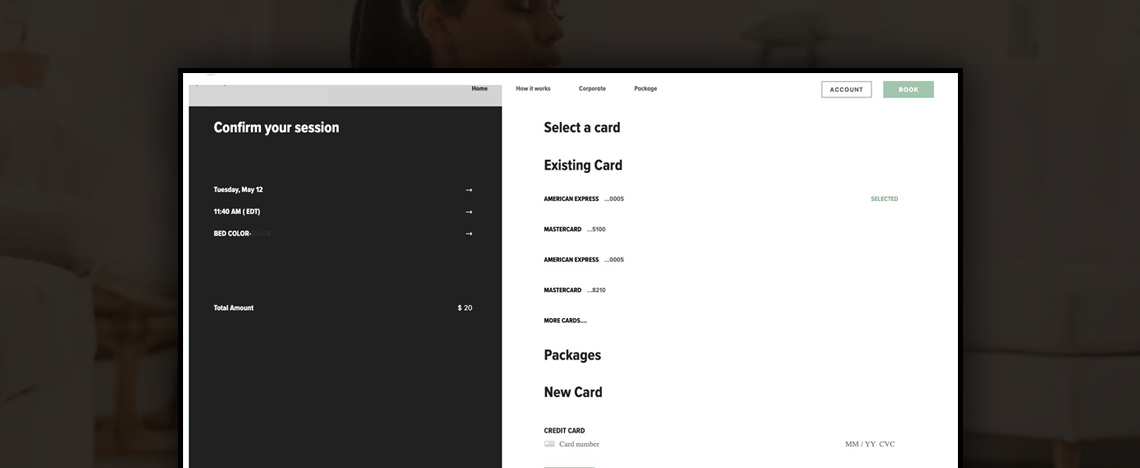 Home How it works Corporate Package ACCOUNT BOOK
Confirm your session
Tuesday, May 12 →
11:40 AM ( EDT) →
BED COLOR-BLACK →
Total Amount $ 20
Select a card
Existing Card
AMERICAN EXPRESS ...0005 SELECTED
MASTERCARD ...5100
AMERICAN EXPRESS ...0005
MASTERCARD ...8210
MORE CARDS....
Packages
New Card
CREDIT CARD
Card number MM / YY CVC